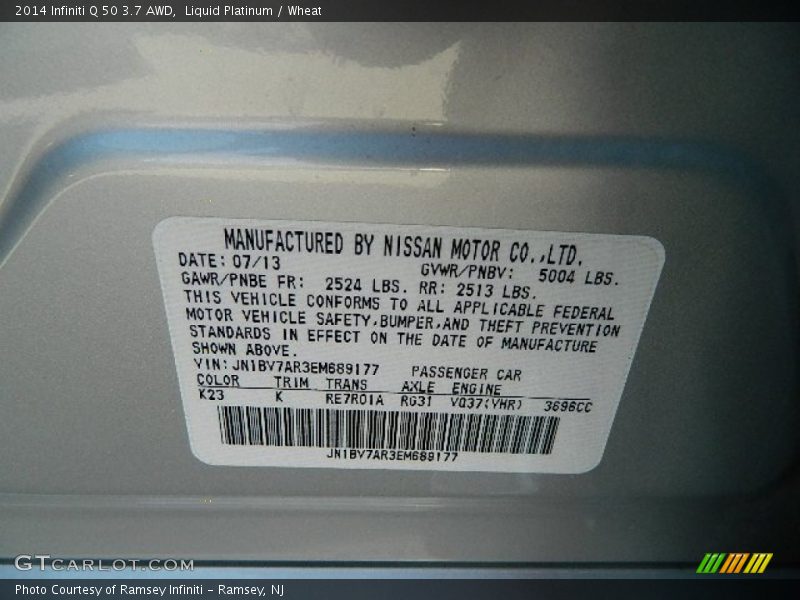 2014 Infiniti Q 50 3.7 AWD, Liquid Platinum / Wheat
MANUFACTURED BY NISSAN MOTOR CO.,LTD.
DATE: 07/13 GVWR/PNBV: 5004 LBS.
GAWR/PNBE FR: 2524 LBS. RR: 2513 LBS.
THIS VEHICLE CONFORMS TO ALL APPLICABLE FEDERAL
MOTOR VEHICLE SAFETY,BUMPER,AND THEFT PREVENTION
STANDARDS IN EFFECT ON THE DATE OF MANUFACTURE
SHOWN ABOVE.
VIN: JN1BV7AR3EM689177 PASSENGER CAR
COLOR TRIM TRANS AXLE ENGINE
K23 K RE7R01A RG31 VQ37(VHR) 3696CC
JN1BV7AR3EM689177
GTCARLOT.COM
Photo Courtesy of Ramsey Infiniti - Ramsey, NJ